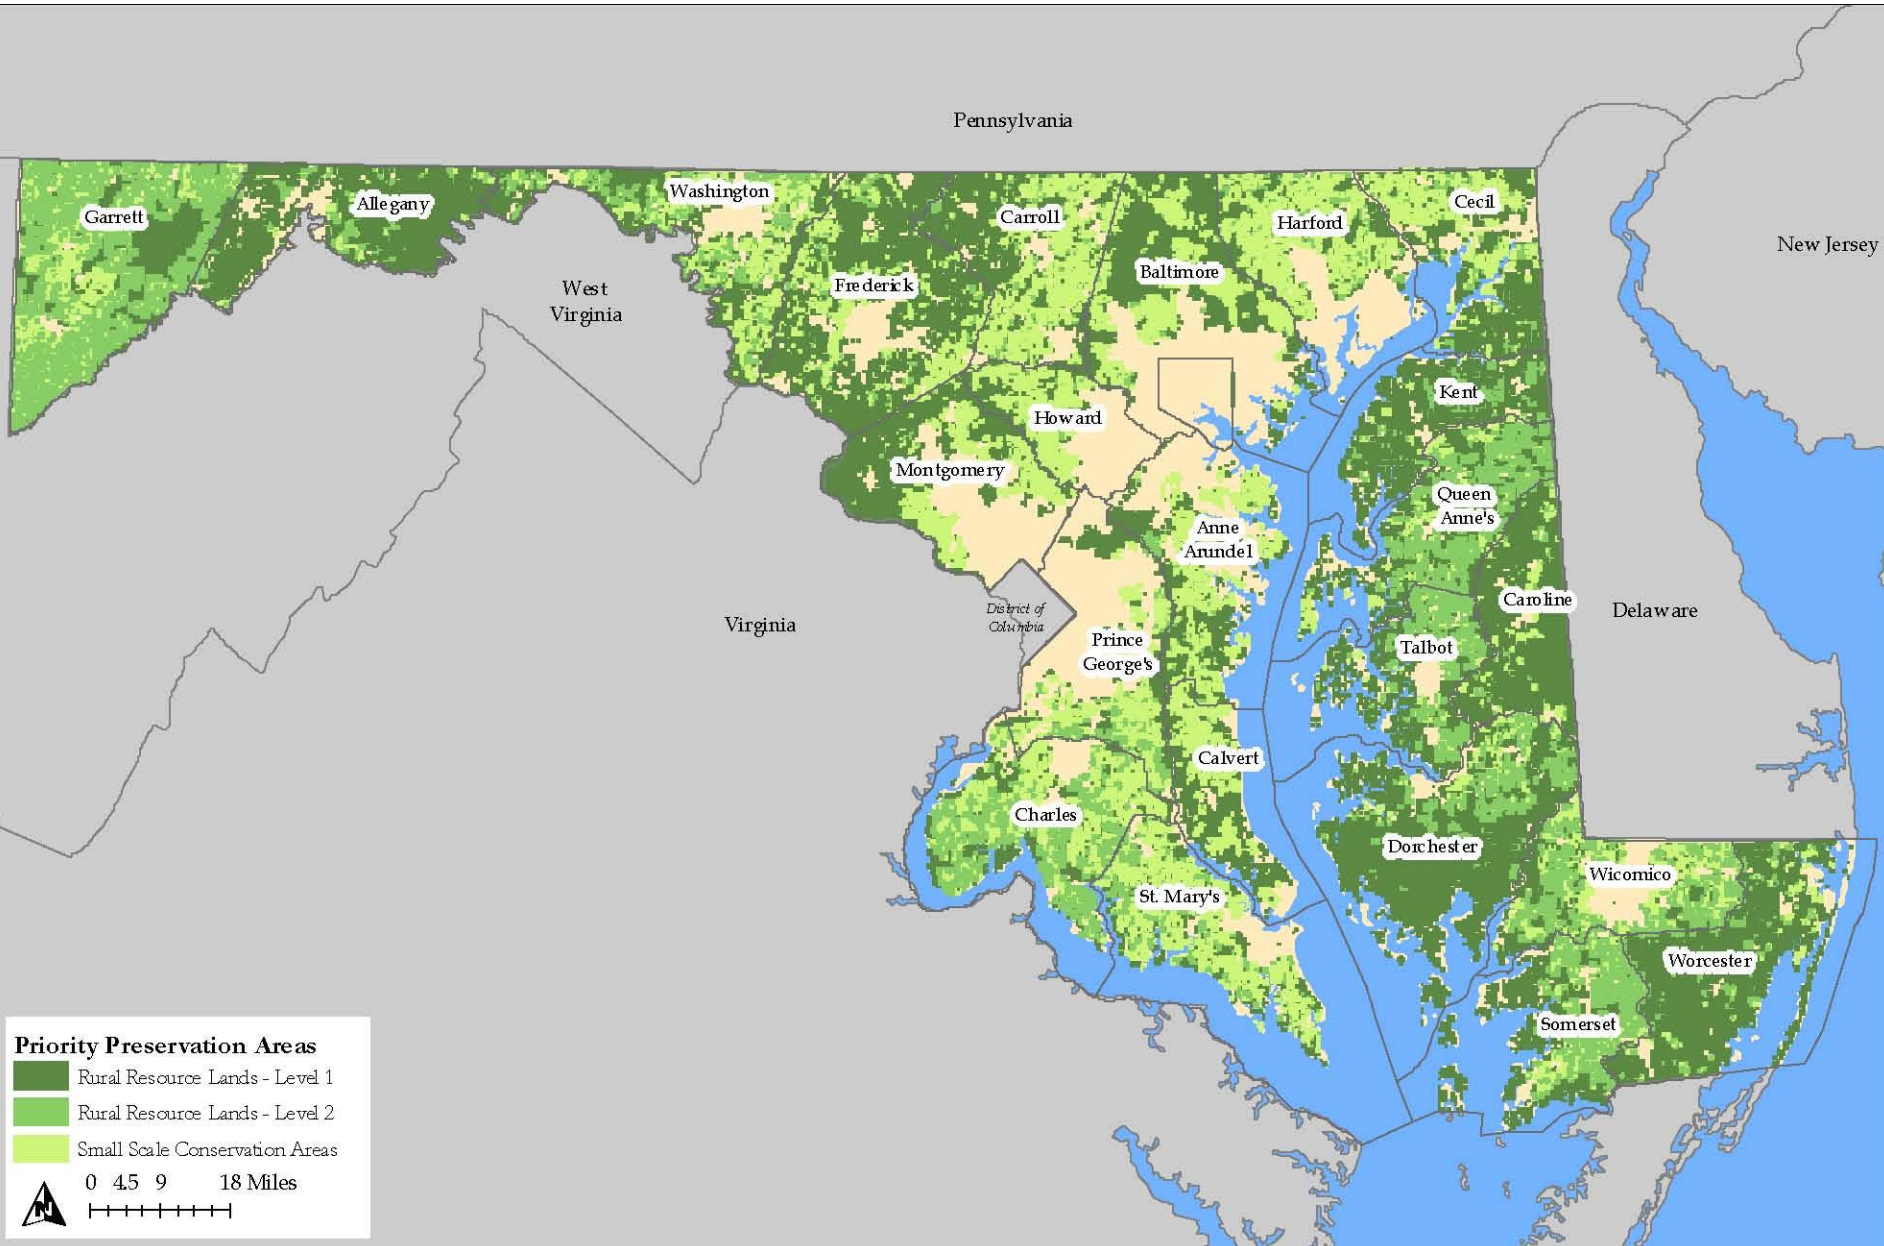 Pennsylvania
Garrett
Allegany
Washington
Frederick
Carroll
Baltimore
Harford
Cecil
New Jersey
West
Virginia
Kent
Howard
Montgomery
Queen
Anne's
Anne
Arundel
Caroline
Delaware
District of
Columbia
Virginia
Prince
George's
Talbot
Calvert
Charles
Dorchester
St. Mary's
Wicomico
Worcester
Somerset
Priority Preservation Areas
Rural Resource Lands - Level 1
Rural Resource Lands - Level 2
Small Scale Conservation Areas
0 4.5 9 18 Miles
N